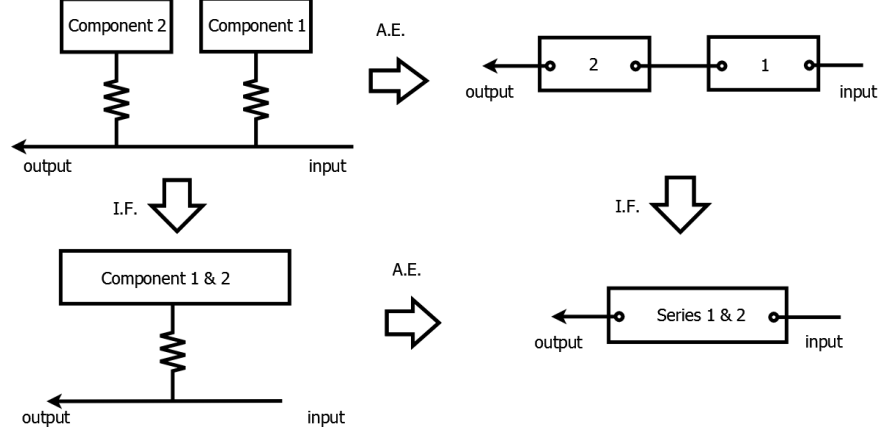 Component 2
Component 1
A.E.
2
1
output
input
output
input
I.F.
I.F.
Component 1 & 2
A.E.
Series 1 & 2
output
input
output
input